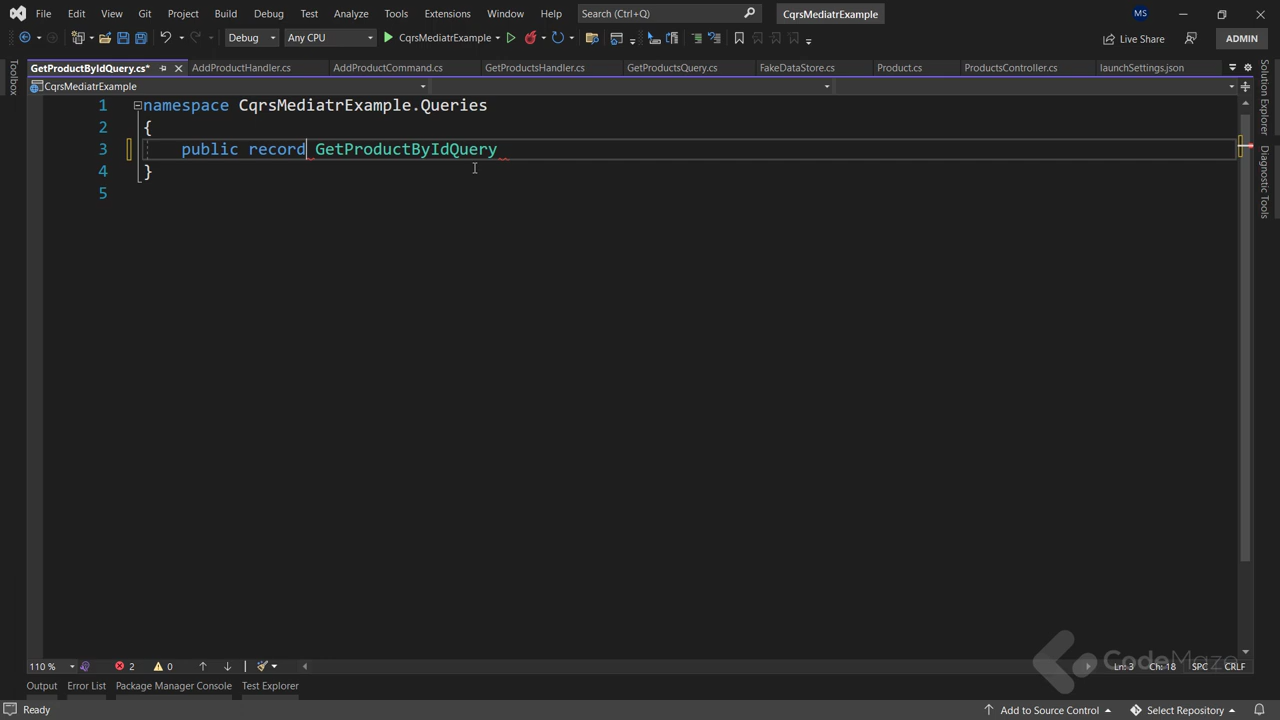 File Edit View Git Project Build Debug Test Analyze Tools Extensions Window Help Search (Ctrl+Q) CqrsMediatrExample MS
Debug Any CPU CqrsMediatrExample Live Share ADMIN
GetProductByIdQuery.cs* AddProductHandler.cs AddProductCommand.cs GetProductsHandler.cs GetProductsQuery.cs FakeDataStore.cs Product.cs ProductsController.cs launchSettings.json
CqrsMediatrExample
Toolbox
Solution Explorer
Diagnostic Tools
1 namespace CqrsMediatrExample.Queries
2 {
3 public record GetProductByIdQuery
4 }
5
CodeMaze
110 % 2 0 Ln: 3 Ch: 18 SPC CRLF
Output Error List Package Manager Console Test Explorer
Ready Add to Source Control Select Repository